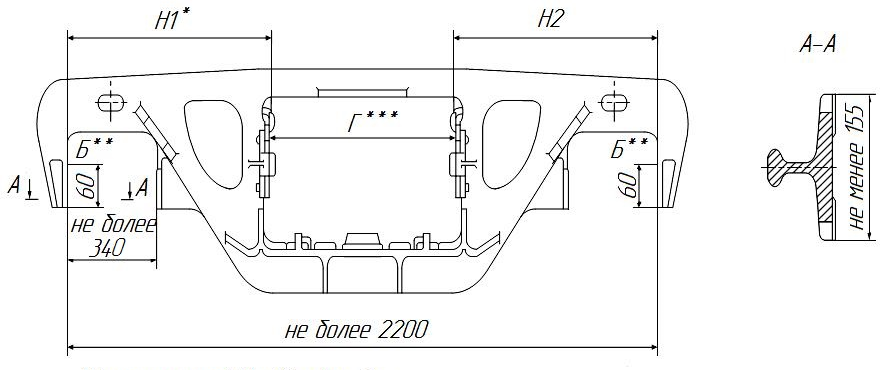 Н1*
Н2
А-А
Г***
Б**
Б**
А
А
60
60
не более
340
не менее 155
не более 2200